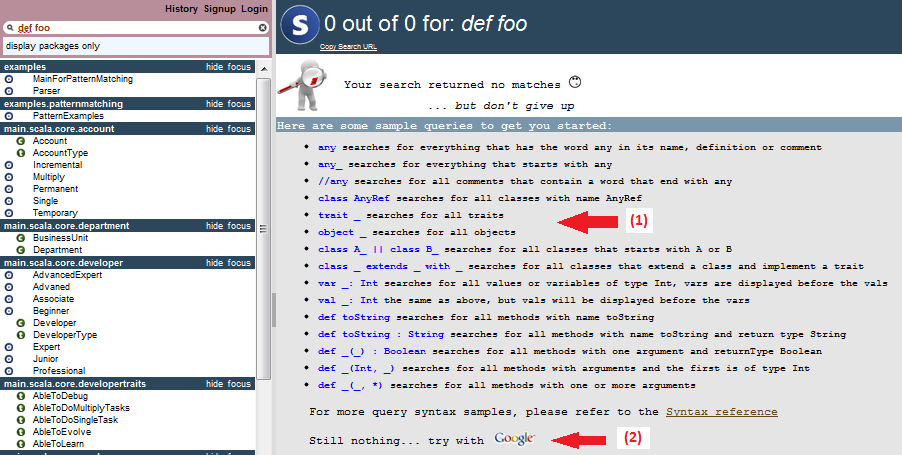 History Signup Login
def foo
display packages only
examples hide focus
MainForPatternMatching
Parser
examples.patternmatching hide focus
PatternExamples
main.scala.core.account hide focus
Account
AccountType
Incremental
Multiply
Permanent
Single
Temporary
main.scala.core.department hide focus
BusinessUnit
Department
main.scala.core.developer hide focus
AdvancedExpert
Advaned
Associate
Beginner
Developer
DeveloperType
Expert
Junior
Professional
main.scala.core.developertraits hide focus
AbleToDebug
AbleToDoMultiplyTasks
AbleToDoSingleTask
AbleToEvolve
AbleToLearn
S 0 out of 0 for: def foo
Copy Search URL
Your search returned no matches
... but don't give up
Here are some sample queries to get you started:
any searches for everything that has the word any in its name, definition or comment
any_ searches for everything that starts with any
//any searches for all comments that contain a word that end with any
class AnyRef searches for all classes with name AnyRef
trait _ searches for all traits
(1)
object _ searches for all objects
class A_ || class B_ searches for all classes that starts with A or B
class _ extends _ with _ searches for all classes that extend a class and implement a trait
var _: Int searches for all values or variables of type Int, vars are displayed before the vals
val _: Int the same as above, but vals will be displayed before the vars
def toString searches for all methods with name toString
def toString : String searches for all methods with name toString and return type String
def _(_) : Boolean searches for all methods with one argument and returnType Boolean
def _(Int, _) searches for all methods with arguments and the first is of type Int
def _(_, *) searches for all methods with one or more arguments
For more query syntax samples, please refer to the Syntax reference
Still nothing... try with Google (2)